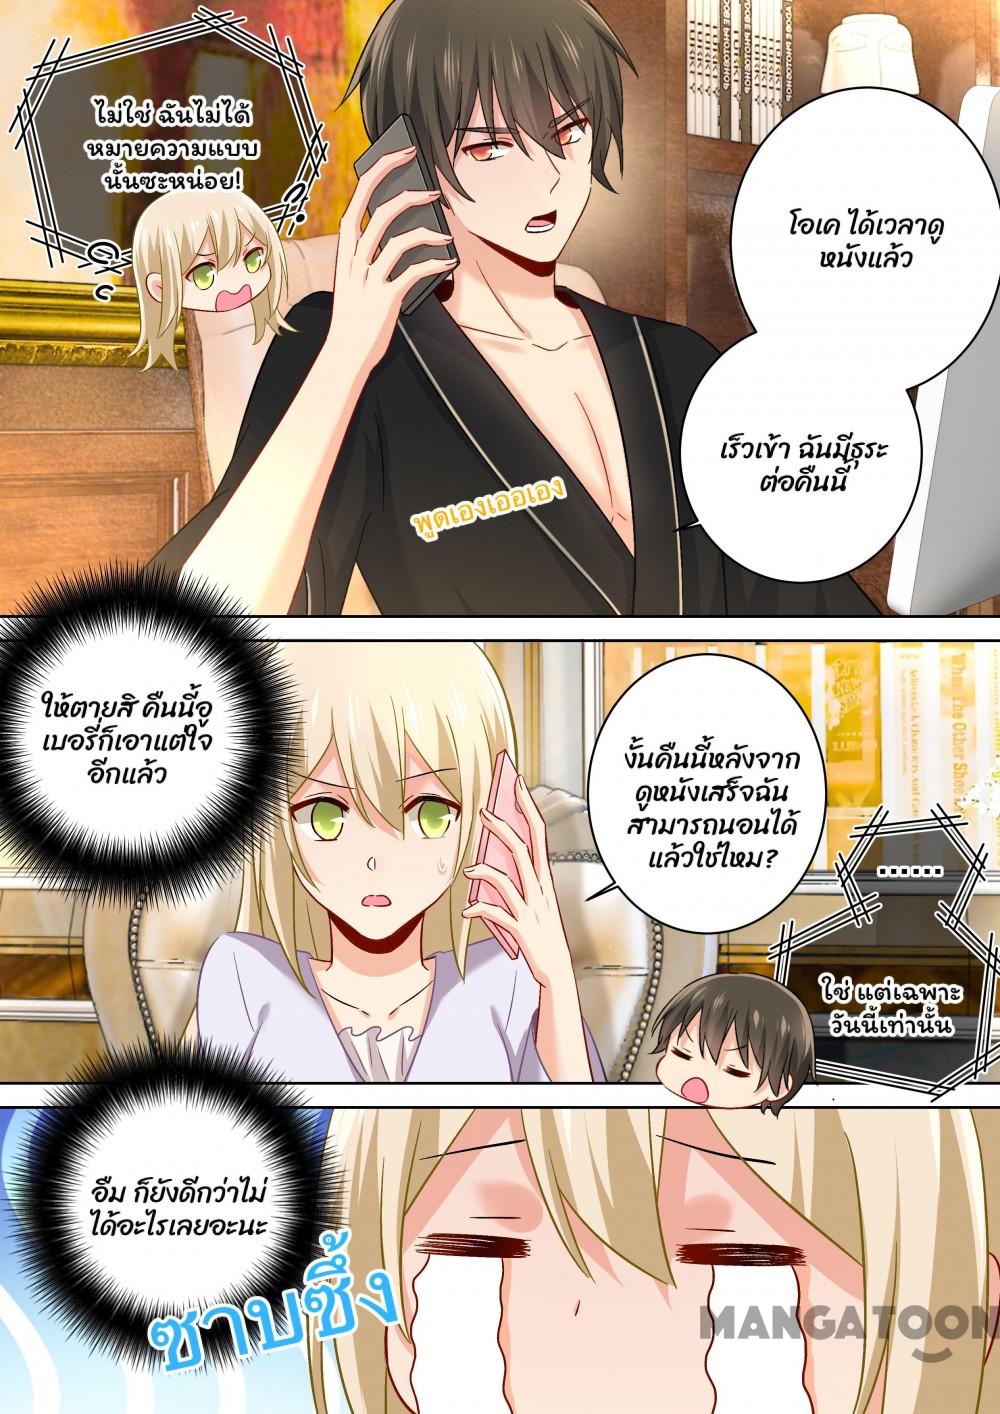 ไม่ใช่ ฉันไม่ได้
หมายความแบบ
นั้นซะหน่อย!
โอเค ได้เวลาดู
หนังแล้ว
เร็วเข้า ฉันมีธุระ
ต่อคืนนี้
พูดเองเออเอง
ให้ตายสิ คืนนี้อู
เบอรี่ก็เอาแต่ใจ
อีกแล้ว
งั้นคืนนี้หลังจาก
ดูหนังเสร็จฉัน
สามารถนอนได้
แล้วใช่ไหม?
When The Other Shoe
......
ใช่ แต่เฉพาะ
วันนี้เท่านั้น
อืม ก็ยังดีกว่าไม่
ได้อะไรเลยอะนะ
ซาบซึ้ง
MANGATOON